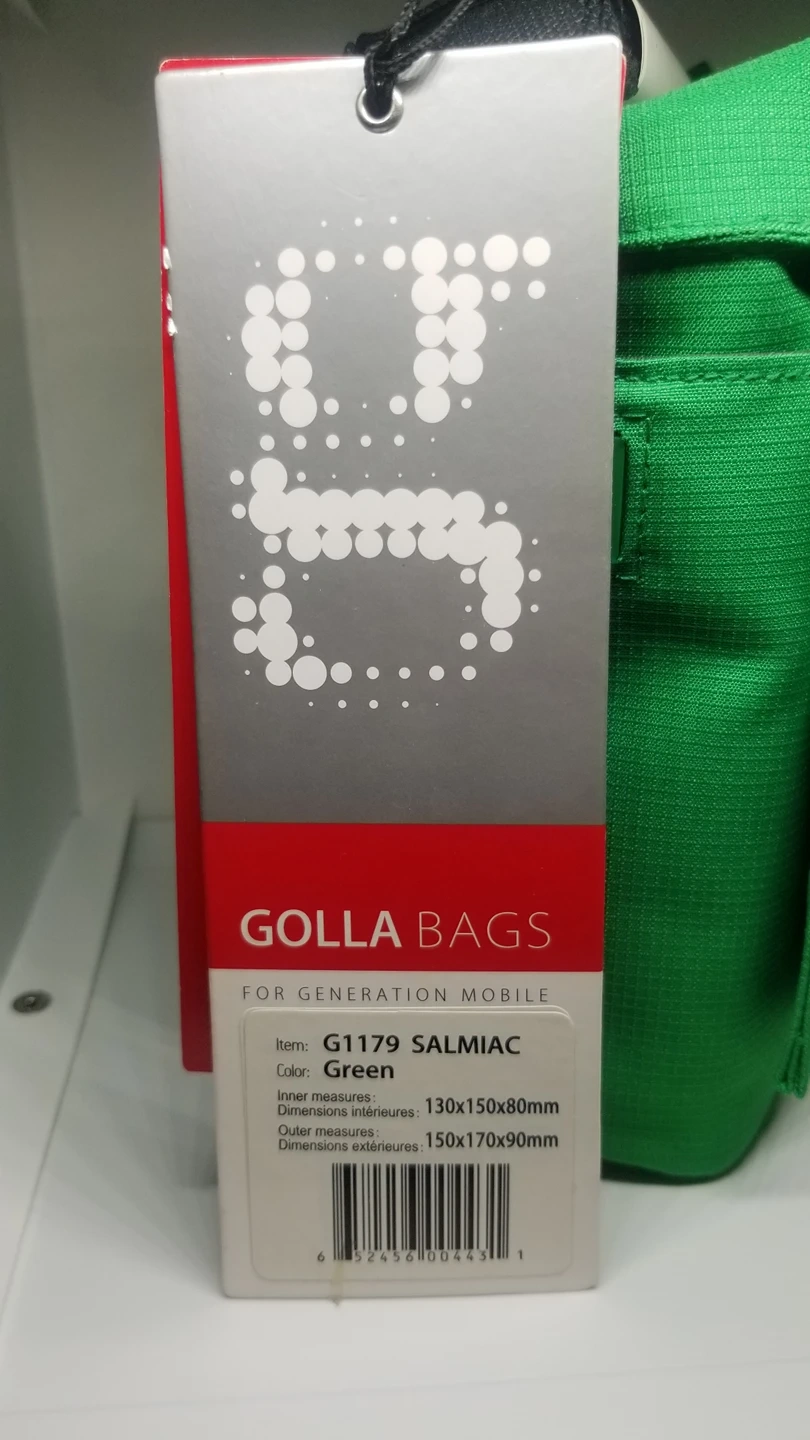 g
GOLLA BAGS
FOR GENERATION MOBILE
Item: G1179 SALMIAC
Color: Green
Inner measures:
Dimensions intérieures: 130x150x80mm
Outer measures:
Dimensions extérieures: 150x170x90mm
6 52456 00443 1